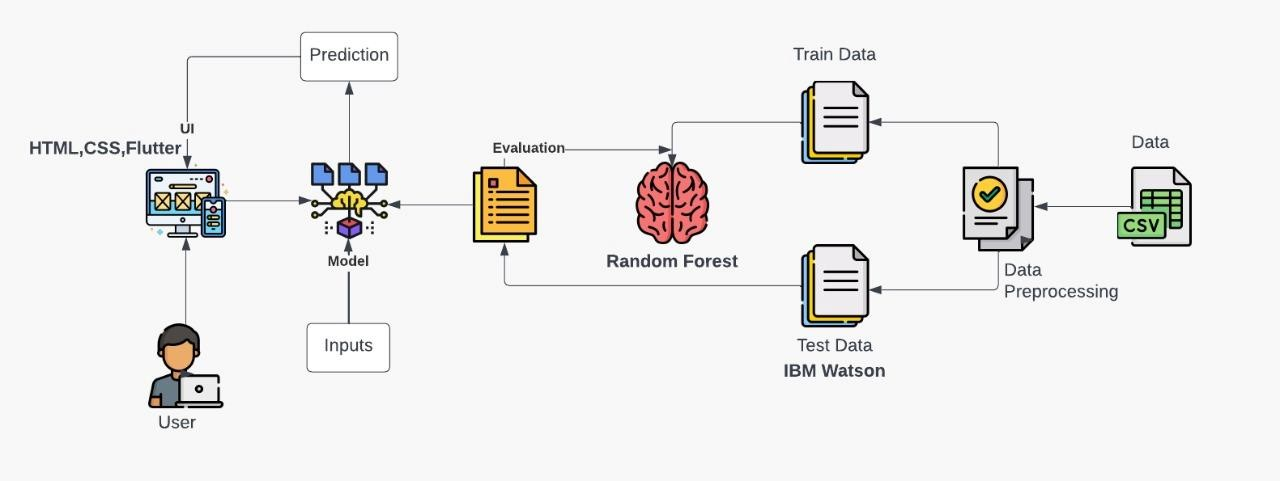 Prediction
Train Data
UI
HTML,CSS,Flutter
Evaluation
Data
CSV
Model
Random Forest
Data
Preprocessing
Inputs
Test Data
IBM Watson
User